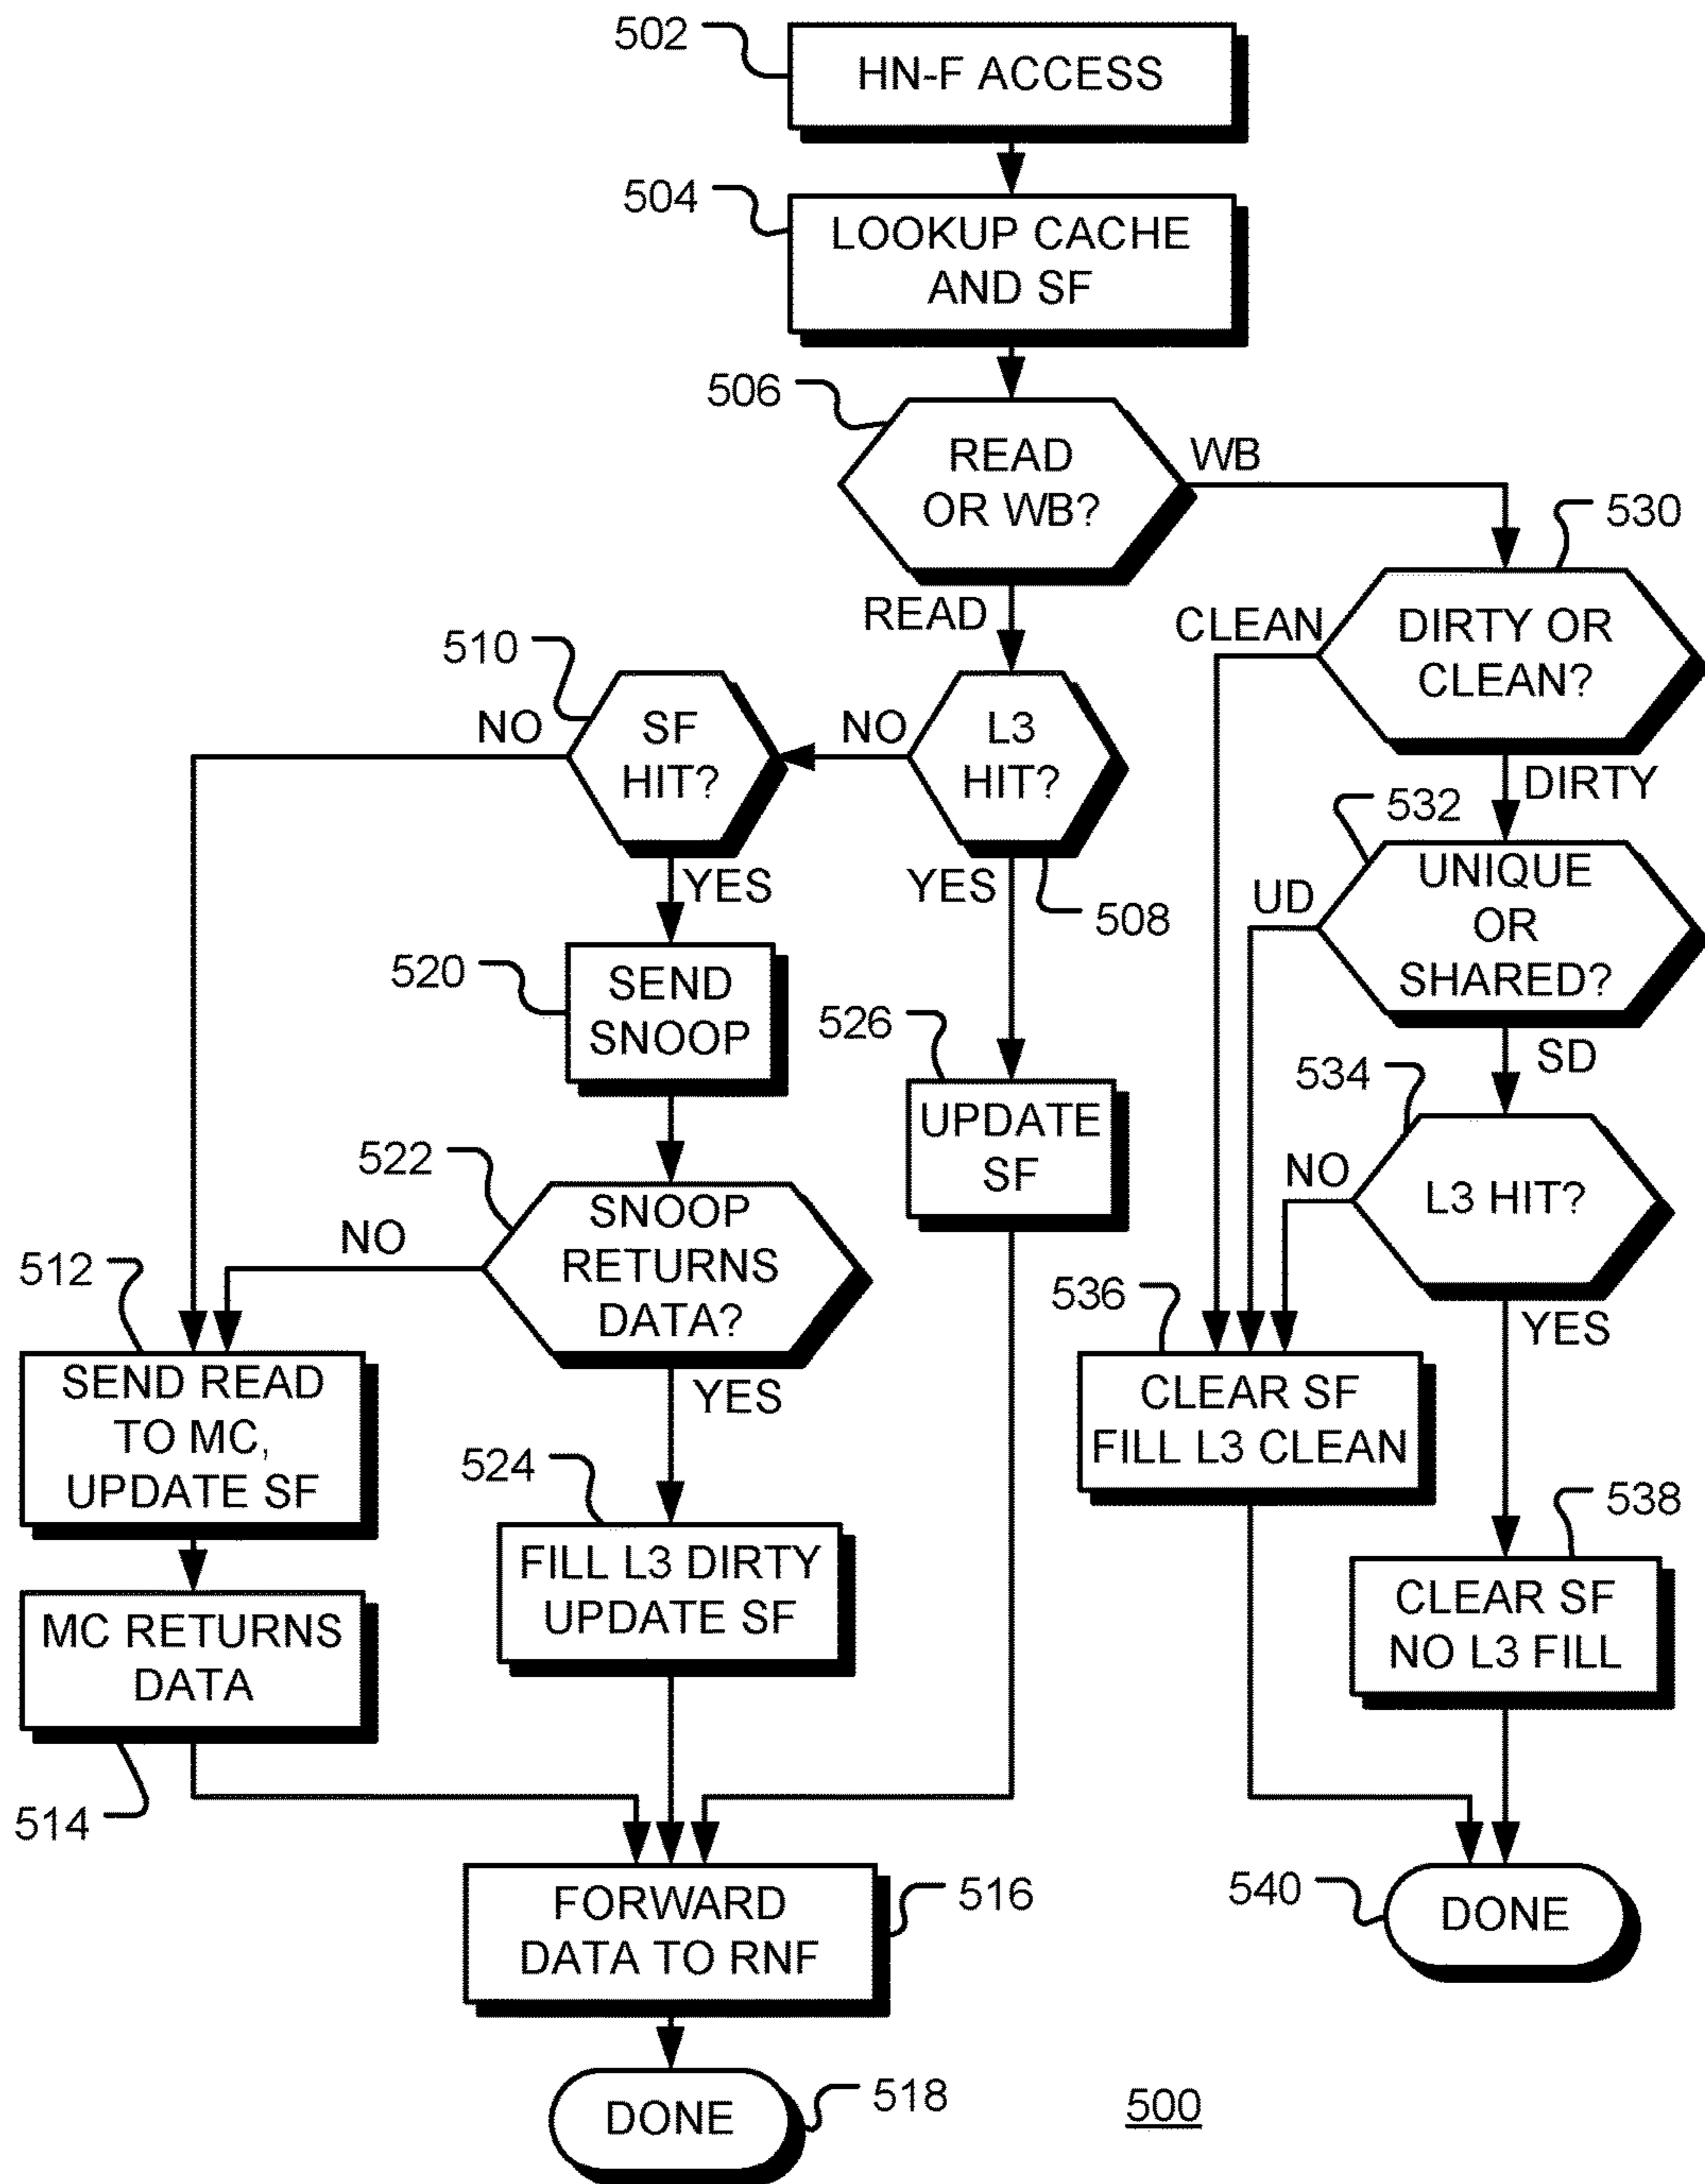 502
HN-F ACCESS
504
LOOKUP CACHE
AND SF
506
READ
OR WB?
WB
READ
530
DIRTY OR
CLEAN?
CLEAN
DIRTY
510
SF
HIT?
NO
YES
L3
HIT?
NO
YES
508
532
UNIQUE
OR
SHARED?
UD
SD
520
SEND
SNOOP
526
UPDATE
SF
534
L3 HIT?
NO
YES
522
SNOOP
RETURNS
DATA?
NO
YES
512
SEND READ
TO MC,
UPDATE SF
536
CLEAR SF
FILL L3 CLEAN
524
FILL L3 DIRTY
UPDATE SF
538
CLEAR SF
NO L3 FILL
MC RETURNS
DATA
514
FORWARD
DATA TO RNF
516
540
DONE
DONE
518
500